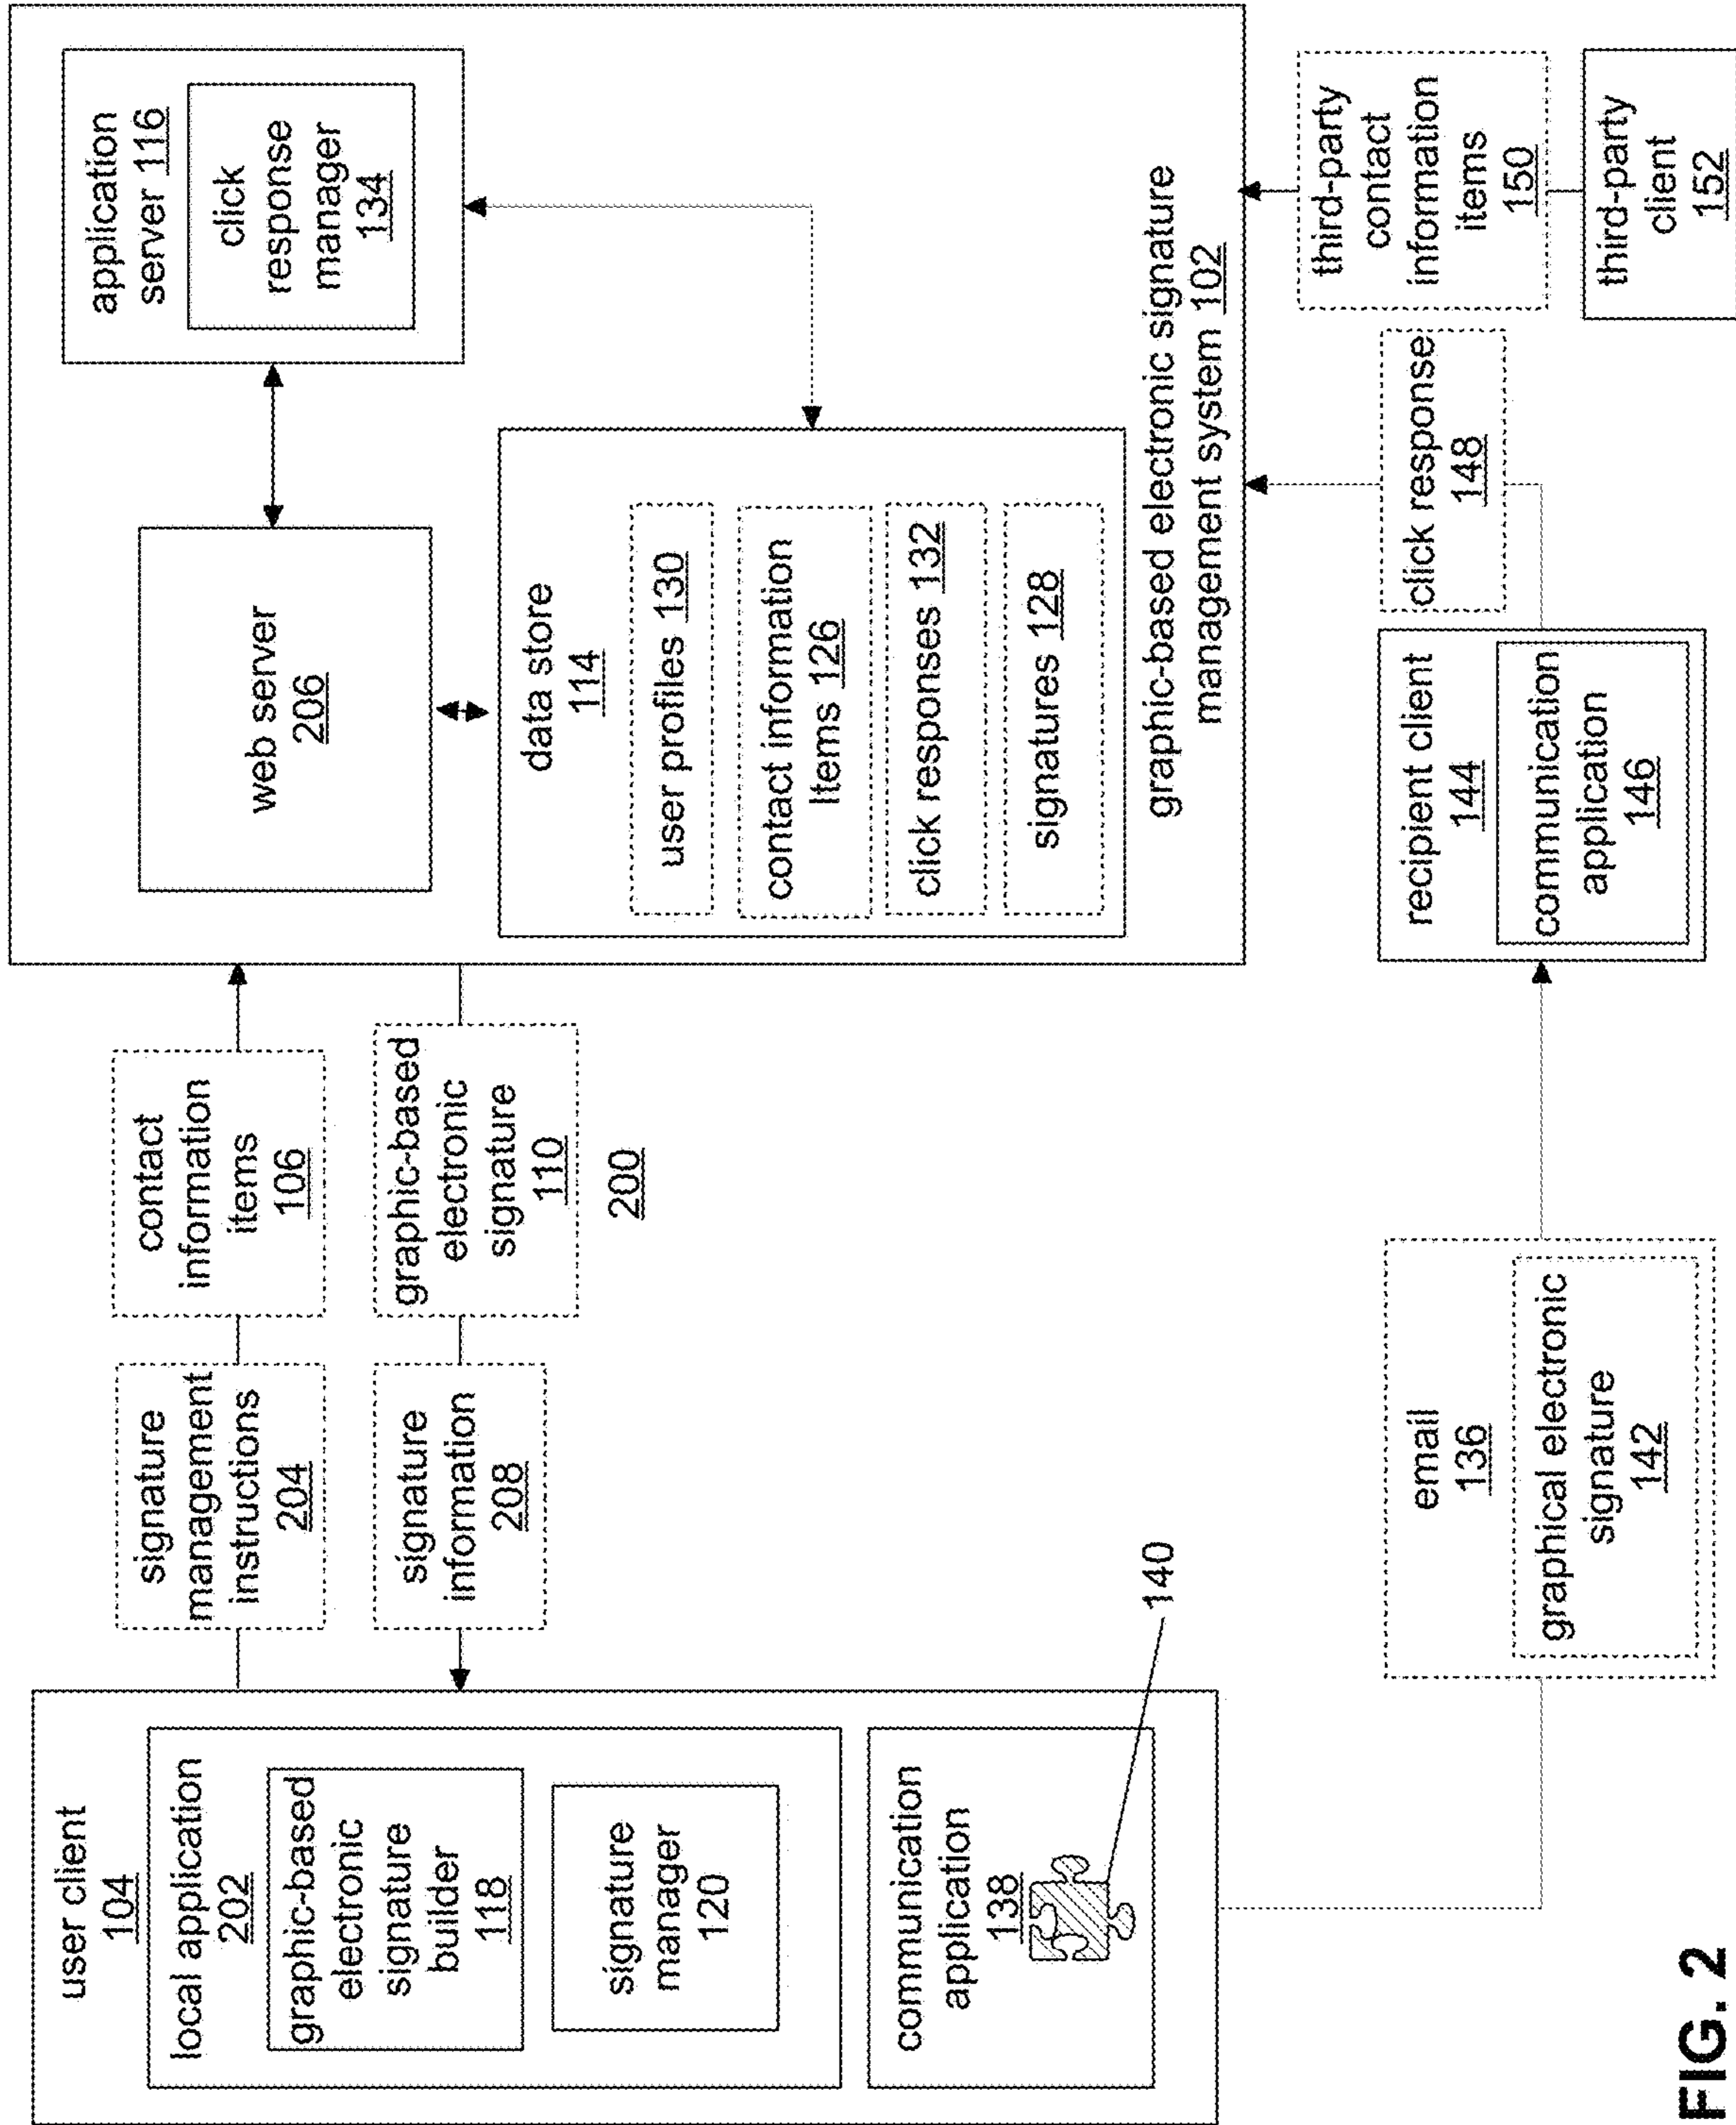 user client
104
local application
202
graphic-based
electronic
signature
builder
118
signature
manager
120
communication
application
138
140
signature
management
instructions
204
contact
information
items
106
signature
information
208
graphic-based
electronic
signature
110
200
web server
206
application
server 116
click
response
manager
134
data store
114
user profiles 130
contact information
Items 126
click responses 132
signatures 128
graphic-based electronic signature
management system 102
email
136
graphical electronic
signature
142
recipient client
144
communication
application
146
click response
148
third-party
contact
information
items
150
third-party
client
152
FIG. 2